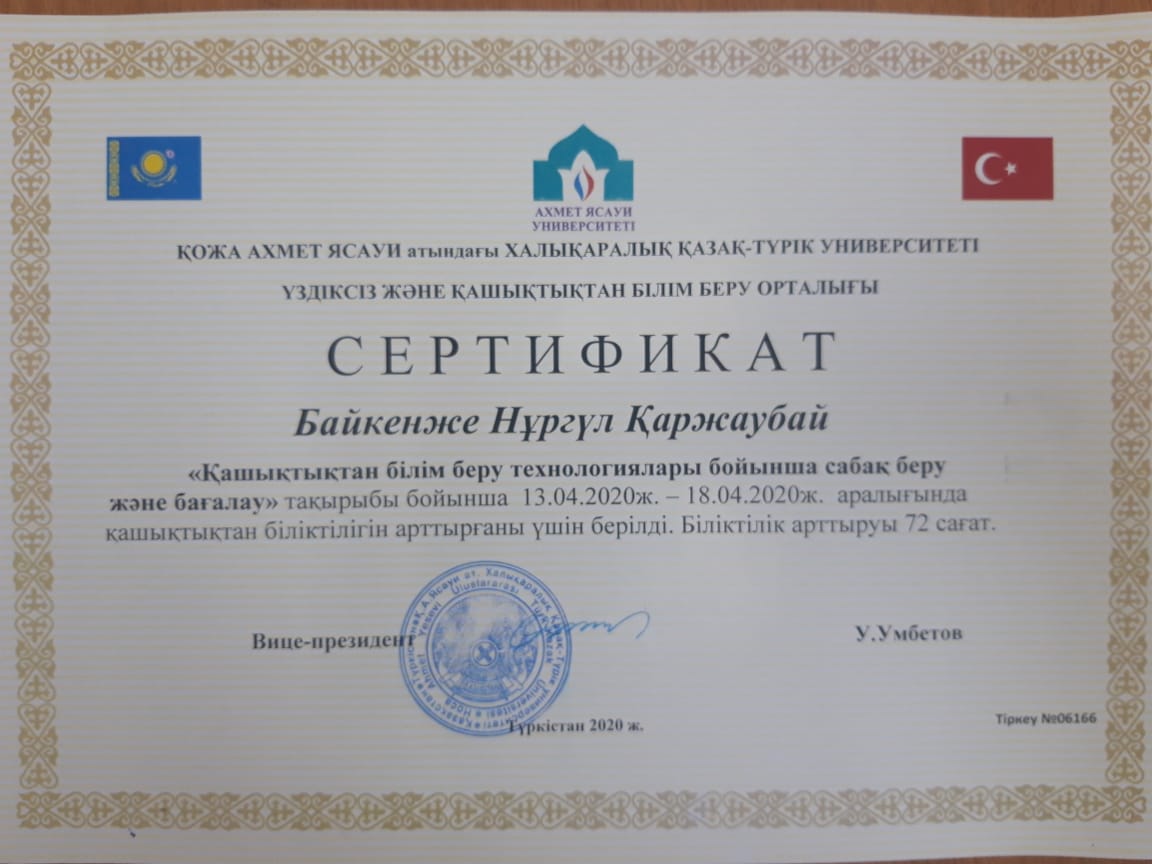 АХМЕТ ЯСАУИ
УНИВЕРСИТЕТІ
ҚОЖА АХМЕТ ЯСАУИ атындағы ХАЛЫҚАРАЛЫҚ ҚАЗАҚ-ТҮРІК УНИВЕРСИТЕТІ
ҮЗДІКСІЗ ЖӘНЕ ҚАШЫҚТЫҚТАН БІЛІМ БЕРУ ОРТАЛЫҒЫ
СЕРТИФИКАТ
Байкенже Нұргүл Қаржаубай
«Қашықтықтан білім беру технологиялары бойынша сабақ беру
және бағалау» тақырыбы бойынша 13.04.2020ж. – 18.04.2020ж. аралығында
қашықтықтан біліктілігін арттырғаны үшін берілді. Біліктілік арттыруы 72 сағат.
Вице-президент
У.Умбетов
Түркістан 2020 ж.
Тіркеу №06166